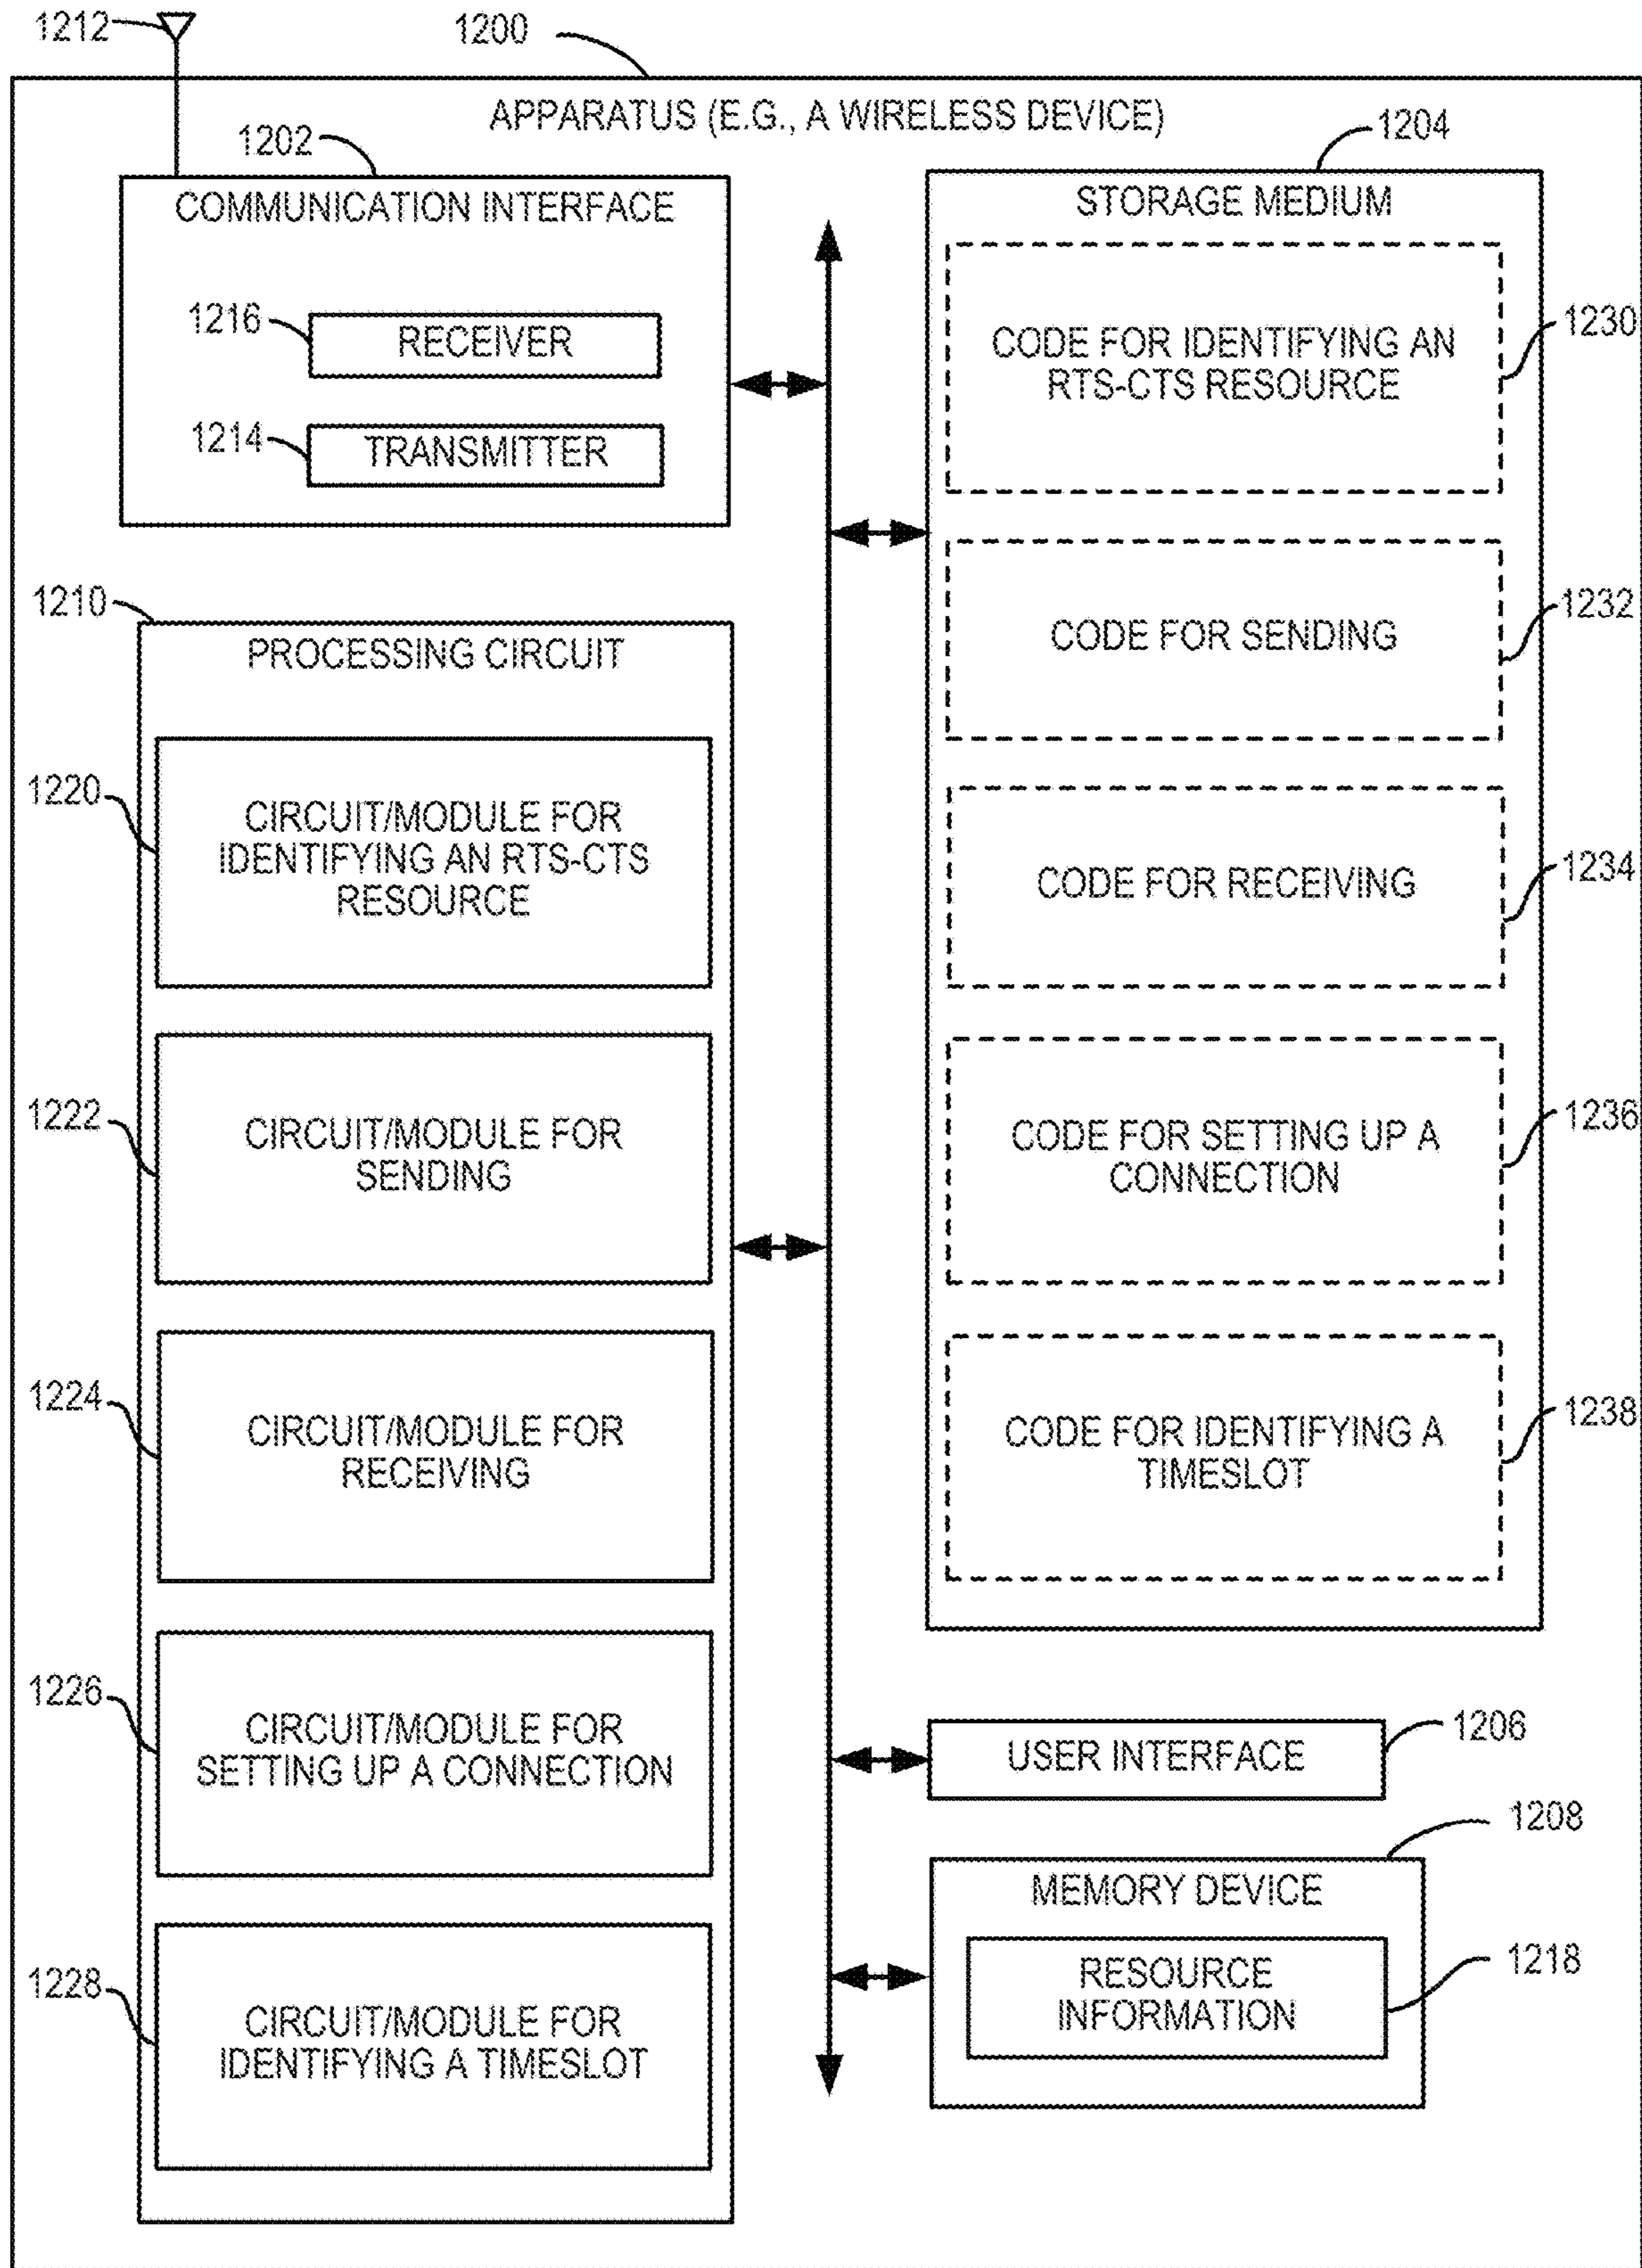 1212
1200
APPARATUS (E.G., A WIRELESS DEVICE)
1202
COMMUNICATION INTERFACE
1216
RECEIVER
1214
TRANSMITTER
1210
PROCESSING CIRCUIT
1220
CIRCUIT/MODULE FOR
IDENTIFYING AN RTS-CTS
RESOURCE
1222
CIRCUIT/MODULE FOR
SENDING
1224
CIRCUIT/MODULE FOR
RECEIVING
1226
CIRCUIT/MODULE FOR
SETTING UP A CONNECTION
1228
CIRCUIT/MODULE FOR
IDENTIFYING A TIMESLOT
1204
STORAGE MEDIUM
CODE FOR IDENTIFYING AN
RTS-CTS RESOURCE
1230
CODE FOR SENDING
1232
CODE FOR RECEIVING
1234
CODE FOR SETTING UP A
CONNECTION
1236
CODE FOR IDENTIFYING A
TIMESLOT
1238
USER INTERFACE
1206
1208
MEMORY DEVICE
RESOURCE
INFORMATION
1218